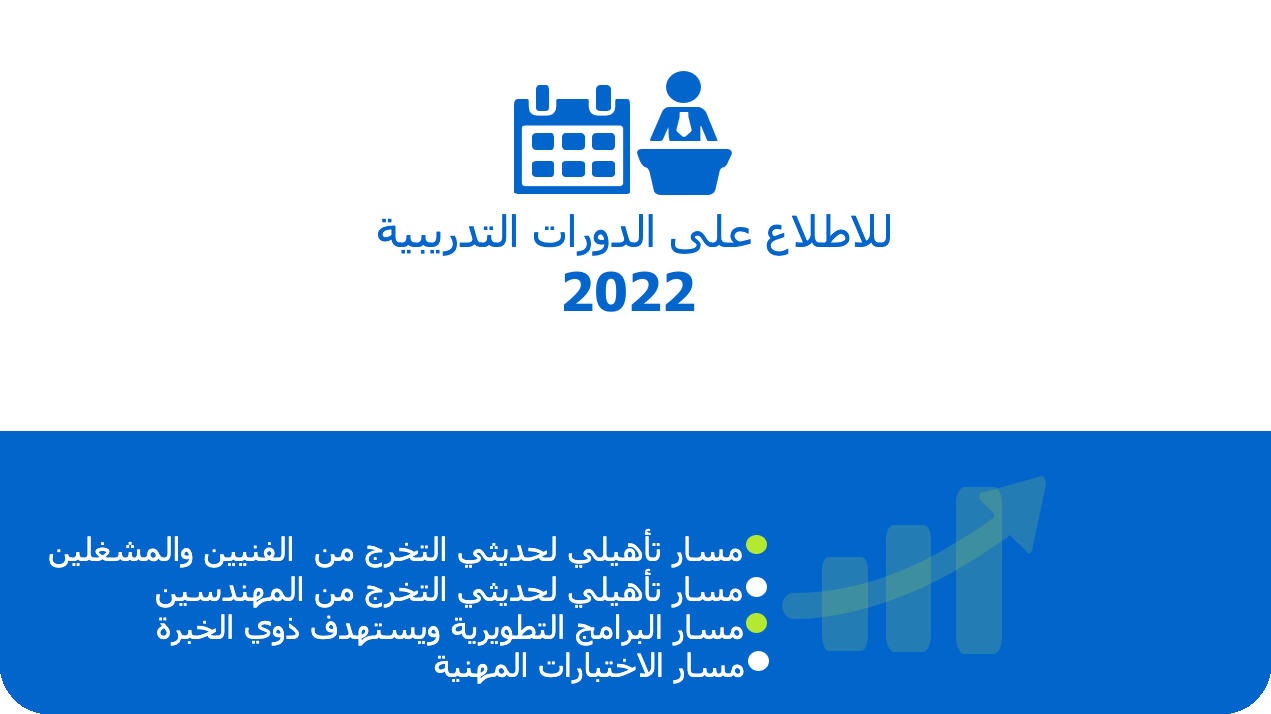 للاطلاع على الدورات التدريبية
2022
مسار تأهيلي لحديثي التخرج من الفنيين والمشغلين
مسار تأهيلي لحديثي التخرج من المهندسين
مسار البرامج التطويرية ويستهدف ذوي الخبرة
مسار الاختبارات المهنية